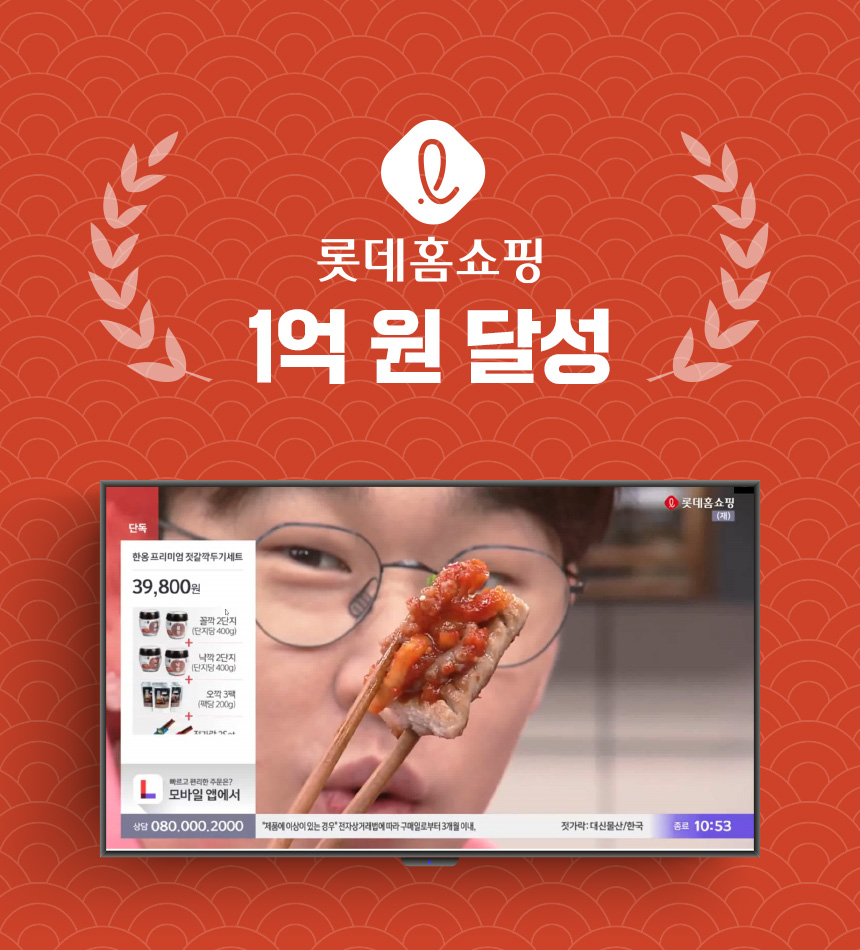 롯데홈쇼핑
1억 원 달성
롯데홈쇼핑
(재)
단독
한옹 프리미엄 젓갈깍두기세트
39,800원
꼴깍 2단지
(단지당 400g)
+
낙깍 2단지
(단지당 400g)
+
오깍 3팩
(팩당 200g)
+
빠르고 편리한 주문은?
모바일 앱에서
상담 080.000.2000
"제품에 이상이 있는 경우" 전자상거래법에 따라 구매일로부터 3개월 이내,
젓가락:대신물산/한국
종료 10:53